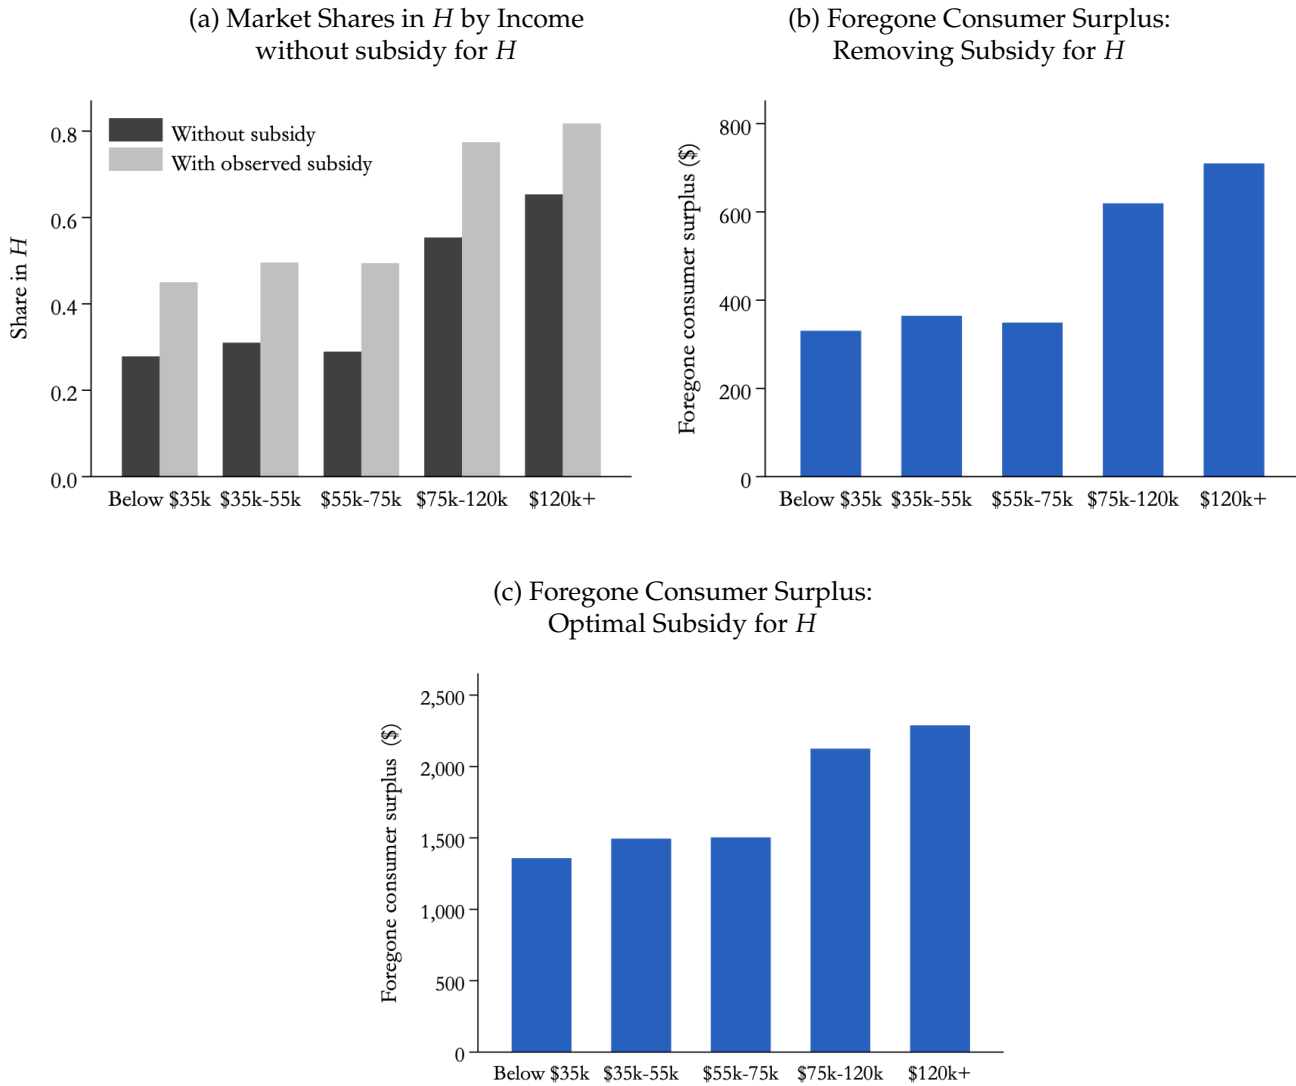 (a) Market Shares in H by Income
without subsidy for H
Share in H
0.8
0.6
0.4
0.2
0.0
Without subsidy
With observed subsidy
Below $35k $35k-55k $55k-75k $75k-120k $120k+
(b) Foregone Consumer Surplus:
Removing Subsidy for H
Foregone consumer surplus ($)
800
600
400
200
0
Below $35k $35k-55k $55k-75k $75k-120k $120k+
(c) Foregone Consumer Surplus:
Optimal Subsidy for H
Foregone consumer surplus ($)
2,500
2,000
1,500
1,000
500
0
Below $35k $35k-55k $55k-75k $75k-120k $120k+